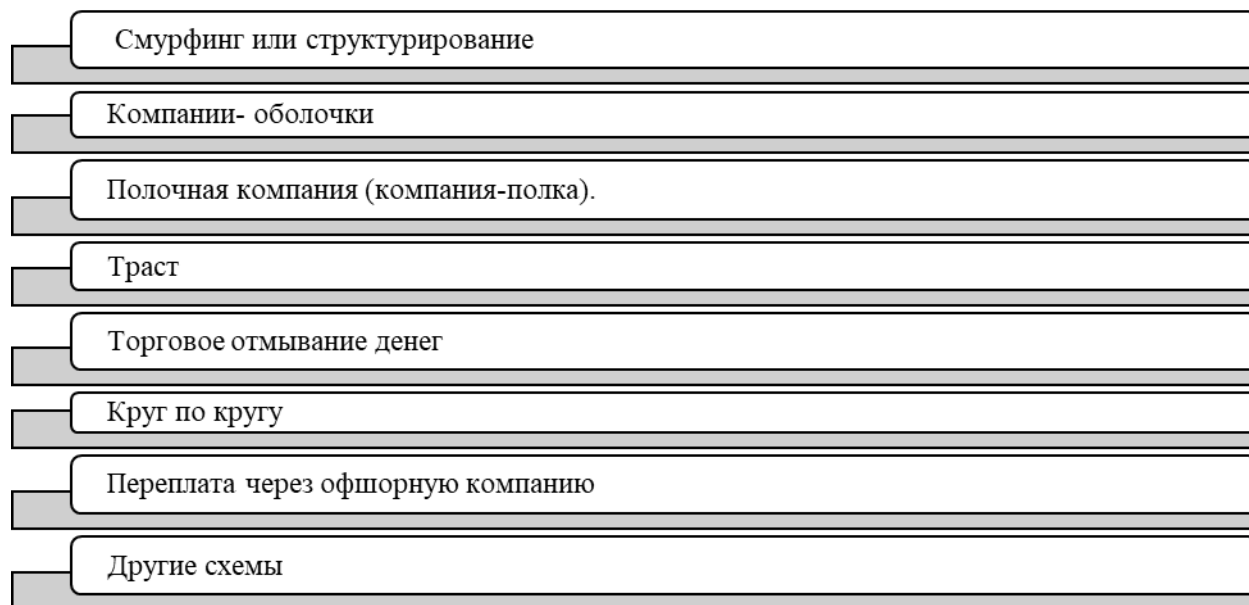 Смурфинг или структурирование
Компании- оболочки
Полочная компания (компания-полка).
Траст
Торговое отмывание денег
Круг по кругу
Переплата через офшорную компанию
Другие схемы